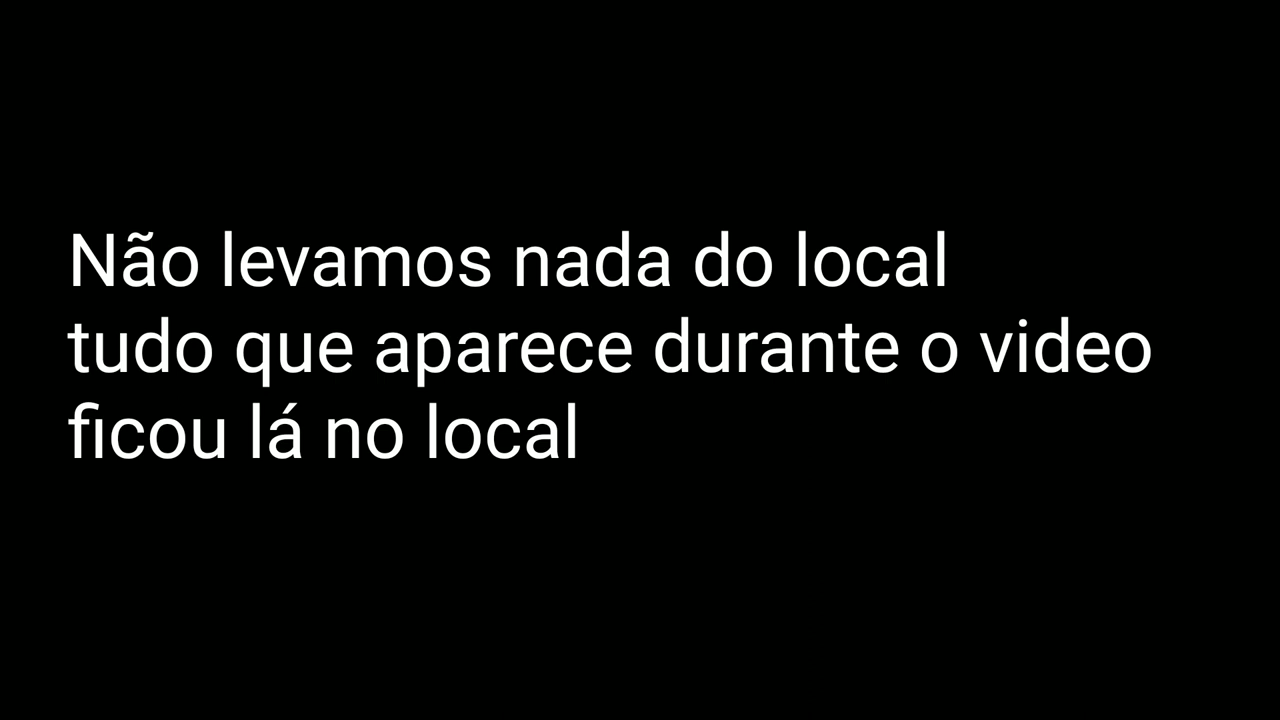 Não levamos nada do local
tudo que aparece durante o video
ficou lá no local